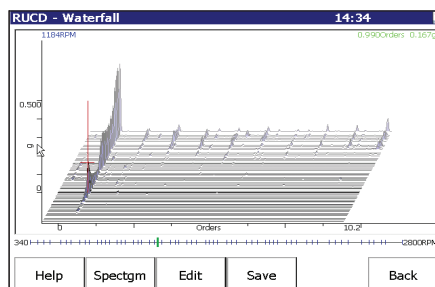 RUCD - Waterfall 14:34
1184RPM 0.990Orders 0.167g
0.500
g
0
0 Orders 10.2
340 2800RPM
Help Spectgm Edit Save Back